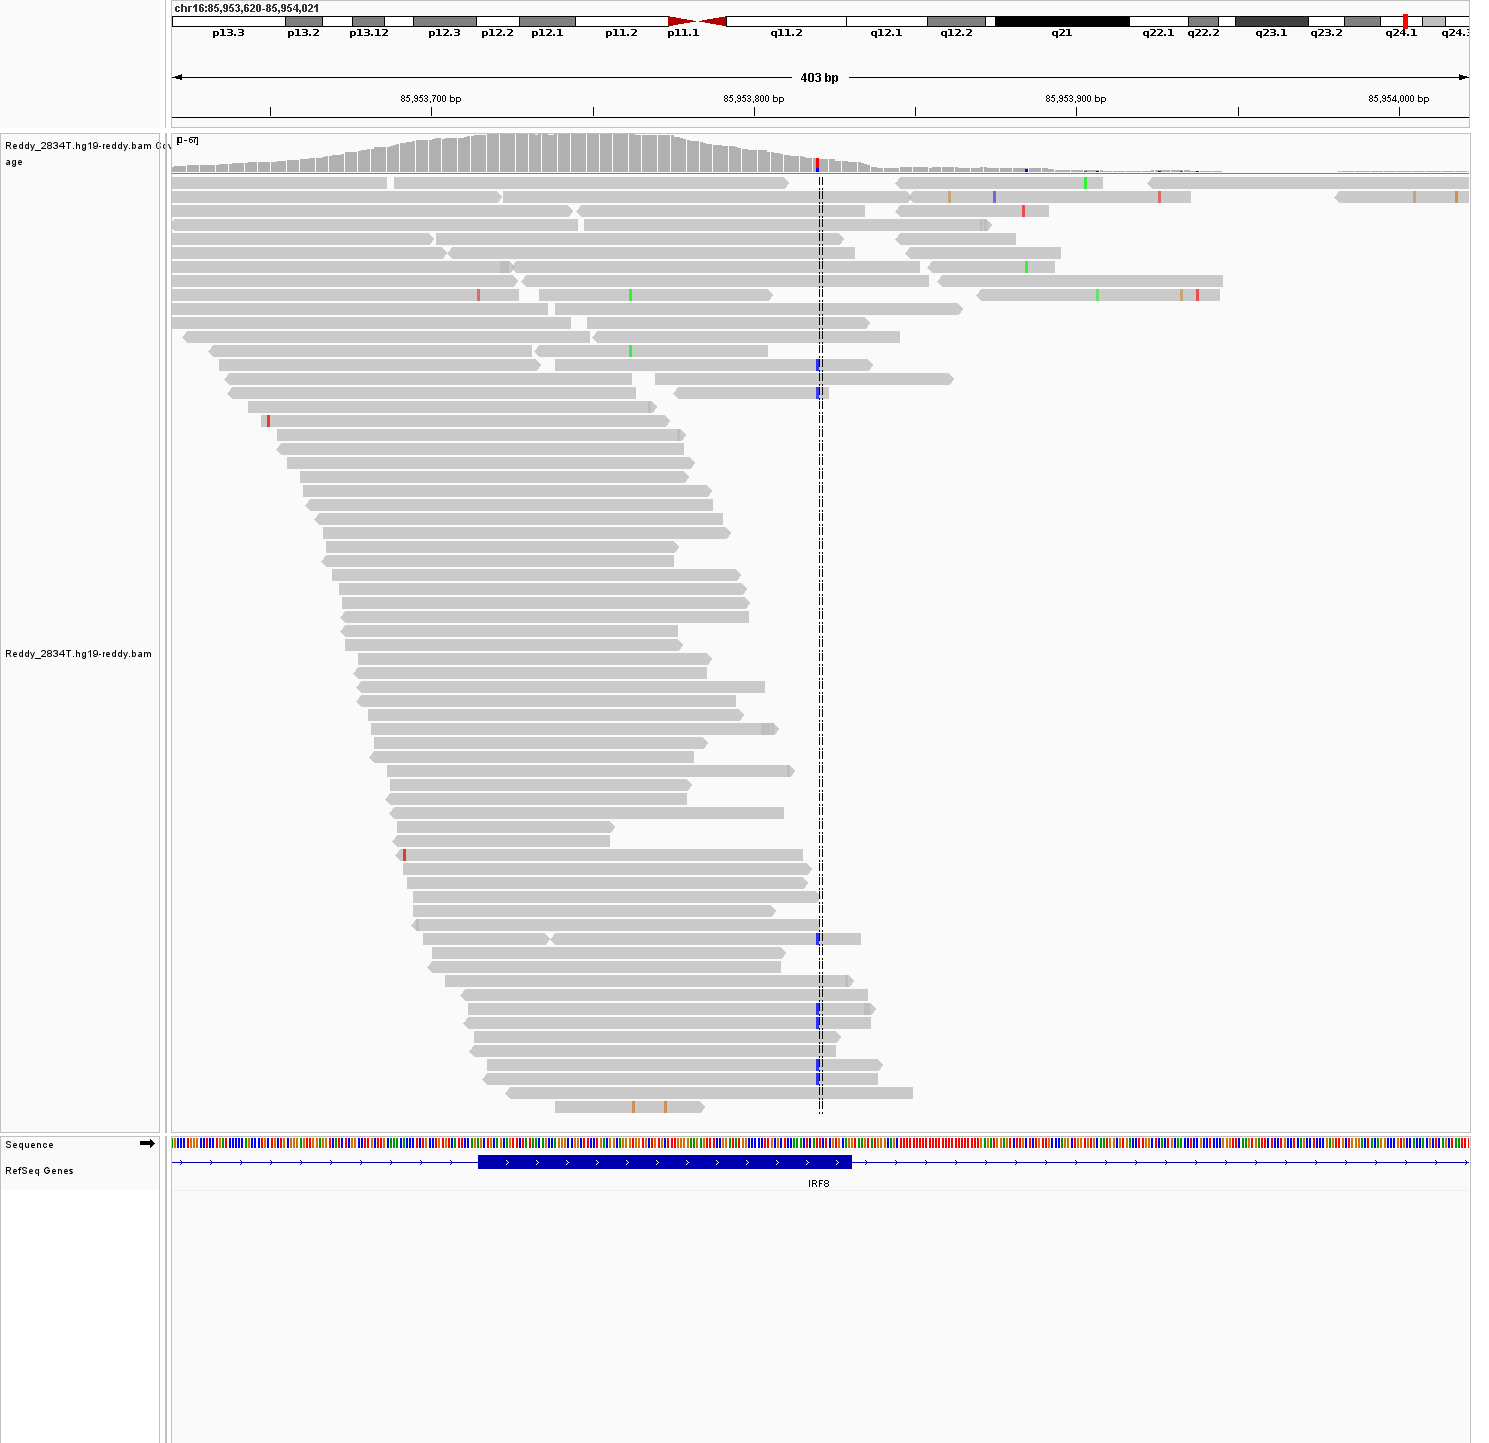 chr16:85,953,620-85,954,021
p13.3 p13.2 p13.12 p12.3 p12.2 p12.1 p11.2 p11.1 q11.2 q12.1 q12.2 q21 q22.1 q22.2 q23.1 q23.2 q24.1 q24.3
403 bp
85,953,700 bp 85,953,800 bp 85,953,900 bp 85,954,000 bp
[0 - 67]
Reddy_2834T.hg19-reddy.bam Cov
age
Reddy_2834T.hg19-reddy.bam
Sequence
RefSeq Genes
IRF8